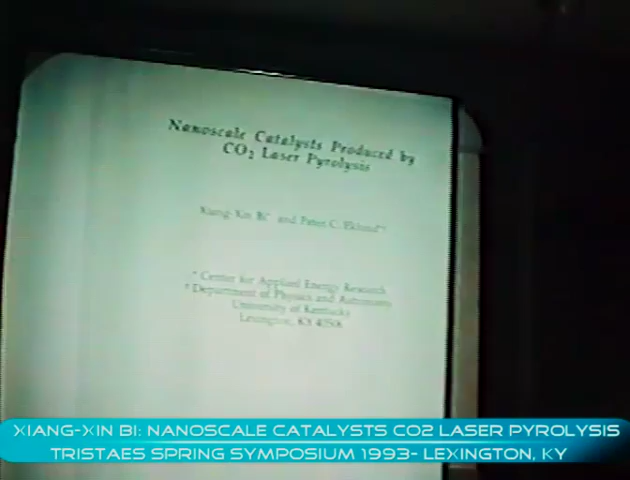 Nanoscale Catalysts Produced by
CO₂ Laser Pyrolysis
Xiang-Xin Bi* and Peter C. Eklund*†
* Center for Applied Energy Research
† Department of Physics and Astronomy
University of Kentucky
Lexington, KY 40506
XIANG-XIN BI: NANOSCALE CATALYSTS CO2 LASER PYROLYSIS
TRISTAES SPRING SYMPOSIUM 1993- LEXINGTON, KY